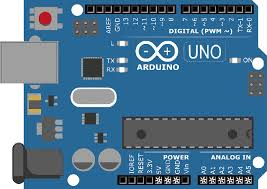 AREF
GND
13
12
~11
~10
~9
8
7
~6
~5
4
~3
2
TX-1
RX-0
DIGITAL (PWM ~)
L
TX
RX
UNO
ARDUINO
ON
IOREF
RESET
3.3V
5V
GND
GND
Vin
POWER
ANALOG IN
A0
A1
A2
A3
A4
A5